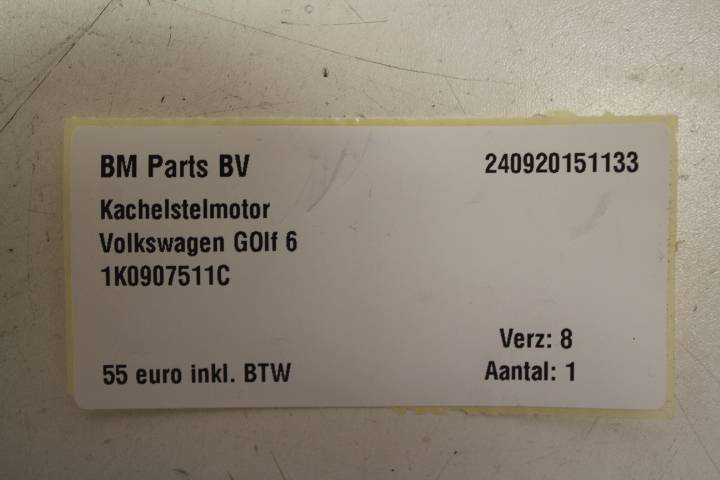 BM Parts BV 240920151133
Kachelstelmotor
Volkswagen GOlf 6
1K0907511C
Verz: 8
55 euro inkl. BTW Aantal: 1